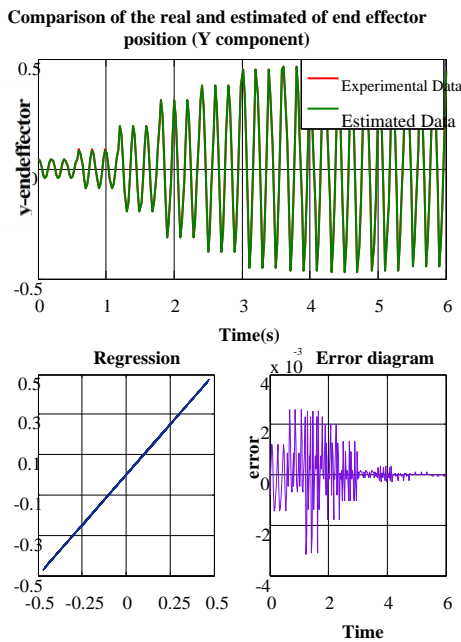 Comparison of the real and estimated of end effector
position (Y component)
0.5
0
-0.5
y-endeffector
Experimental Data
Estimated Data
0 1 2 3 4 5 6
Time(s)
Regression
0.5
0.3
0.1
-0.1
-0.3
-0.5
-0.5 -0.25 0 0.25 0.5
Error diagram
x 10 -3
4
2
0
-2
-4
error
0 2 4 6
Time